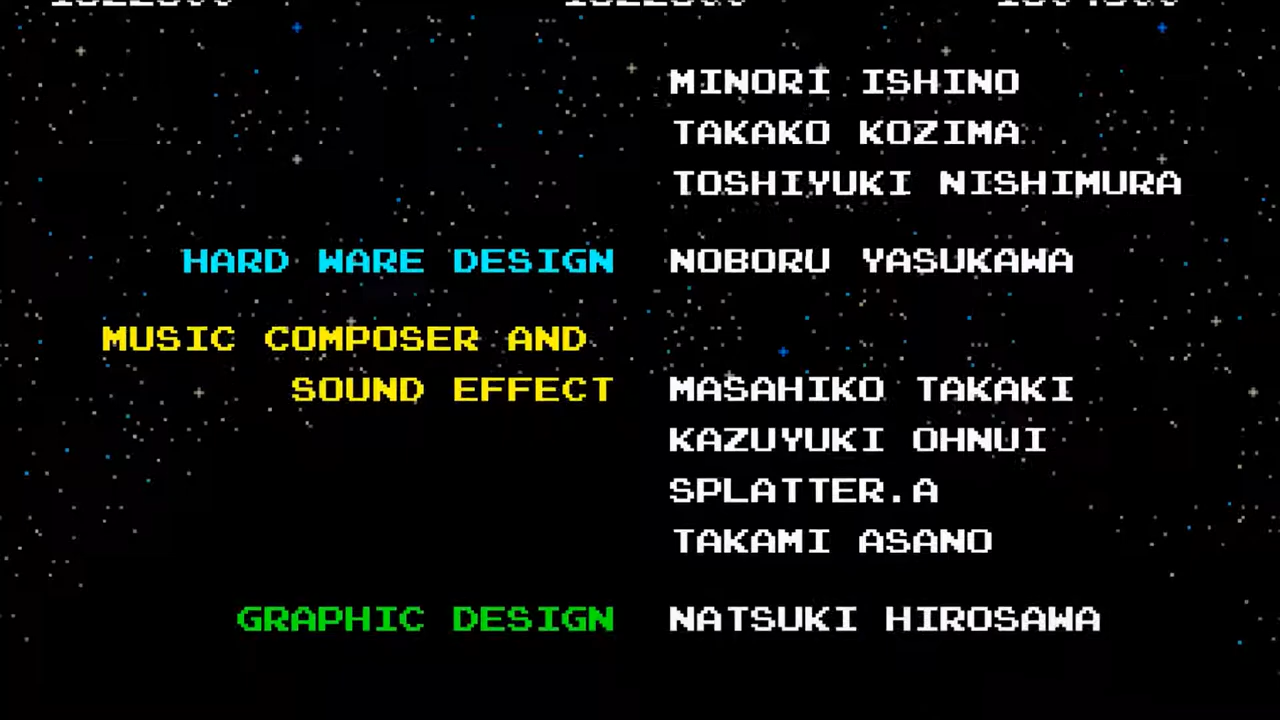 MINORI ISHINO
TAKAKO KOZIMA
TOSHIYUKI NISHIMURA
HARD WARE DESIGN NOBORU YASUKAWA
MUSIC COMPOSER AND
SOUND EFFECT MASAHIKO TAKAKI
KAZUYUKI OHNUI
SPLATTER.A
TAKAMI ASANO
GRAPHIC DESIGN NATSUKI HIROSAWA